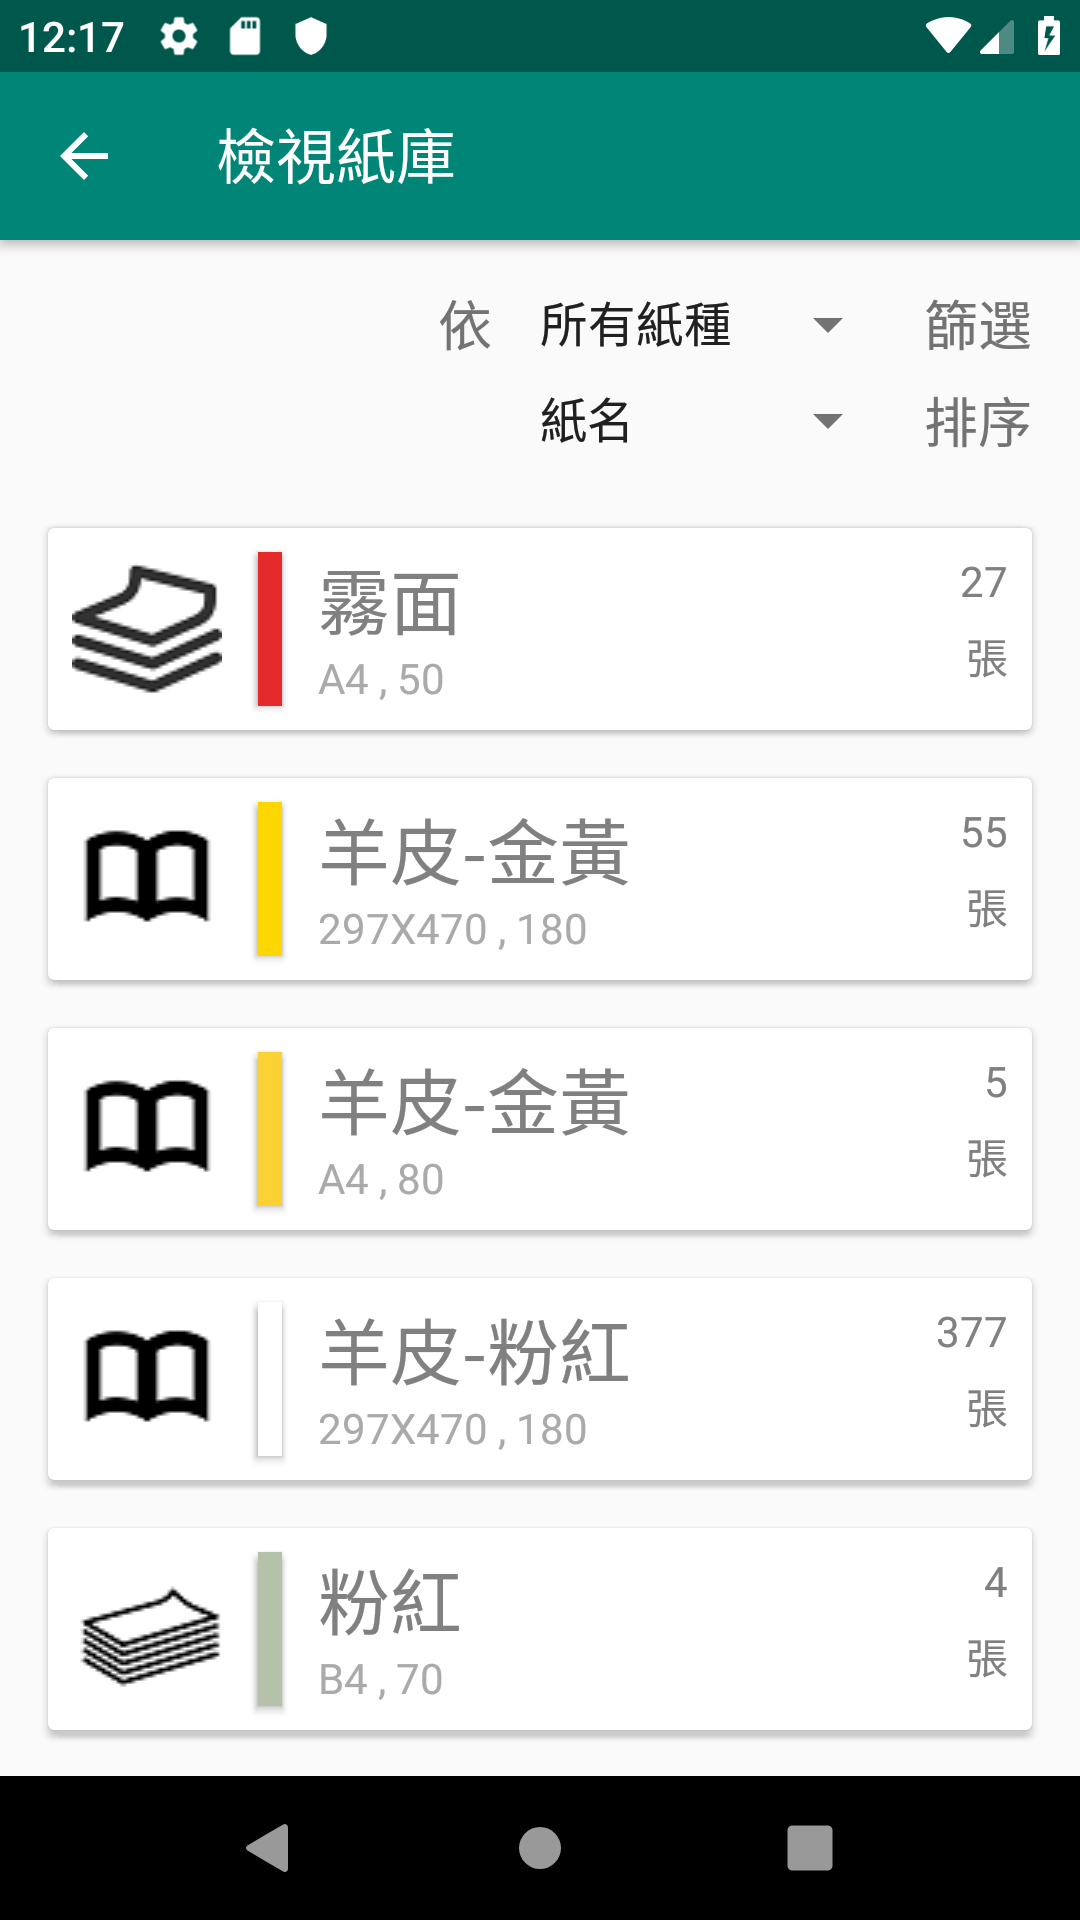 12:17
檢視紙庫
依 所有紙種 篩選
紙名 排序
霧面
A4 , 50
27
張
羊皮-金黃
297X470 , 180
55
張
羊皮-金黃
A4 , 80
5
張
羊皮-粉紅
297X470 , 180
377
張
粉紅
B4 , 70
4
張